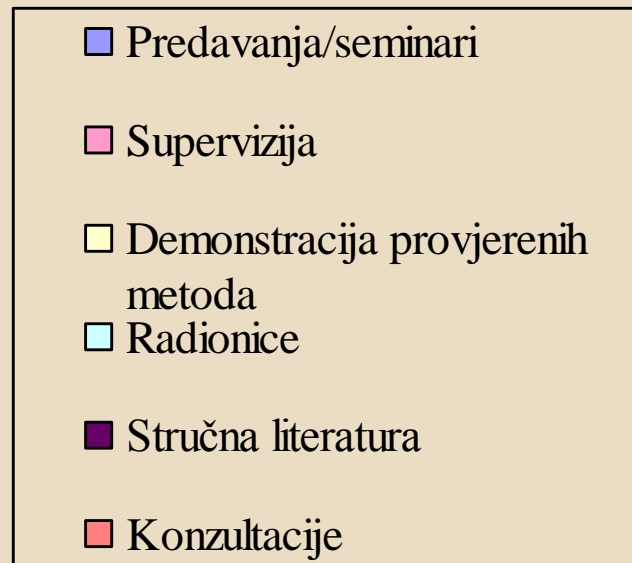 Predavanja/seminari
Supervizija
Demonstracija provjerenih
metoda
Radionice
Stručna literatura
Konzultacije